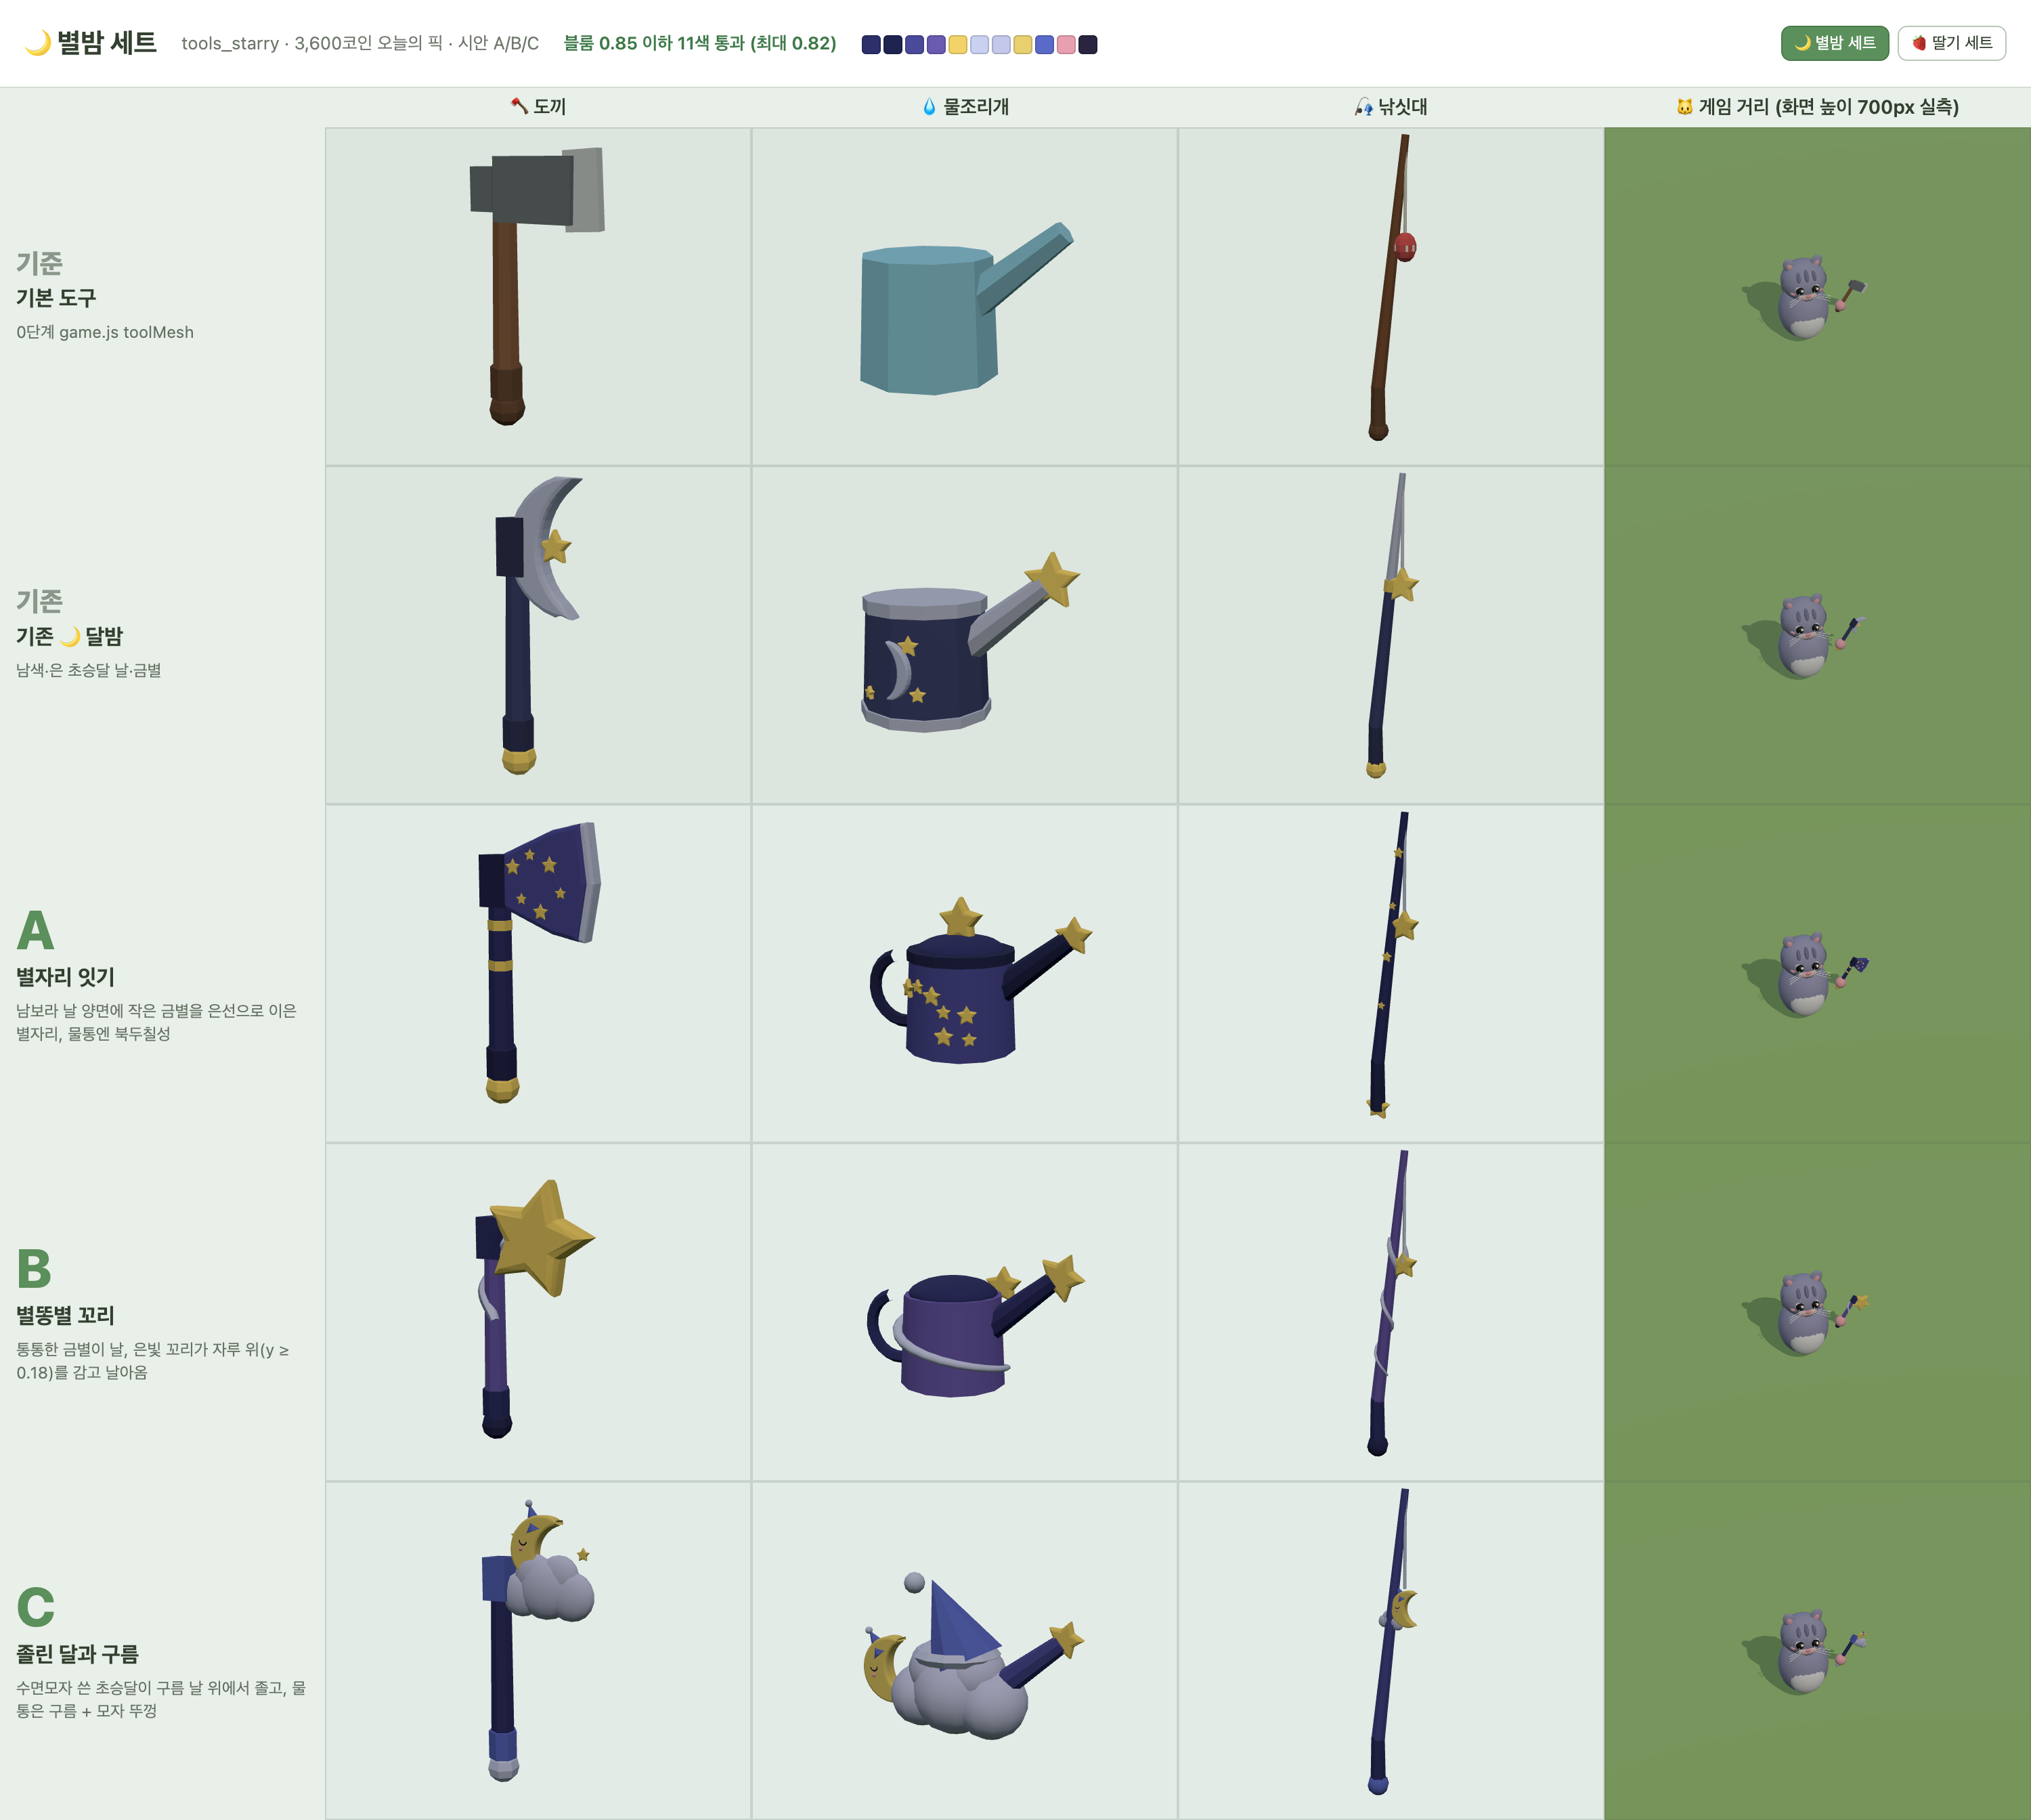 🌙 별밤 세트 tools_starry · 3,600코인 오늘의 픽 · 시안 A/B/C 블룸 0.85 이하 11색 통과 (최대 0.82) 🌙 별밤 세트 🍓 딸기 세트
🪓 도끼 💧 물조리개 🎣 낚싯대 🐱 게임 거리 (화면 높이 700px 실측)
기준
기본 도구
0단계 game.js toolMesh
기존
기존 🌙 달밤
남색·은 초승달 날·금별
A
별자리 잇기
남보라 날 양면에 작은 금별을 은선으로 이은
별자리, 물통엔 북두칠성
B
별똥별 꼬리
통통한 금별이 날, 은빛 꼬리가 자루 위(y ≥
0.18)를 감고 날아옴
C
졸린 달과 구름
수면모자 쓴 초승달이 구름 날 위에서 졸고, 물
통은 구름 + 모자 뚜껑